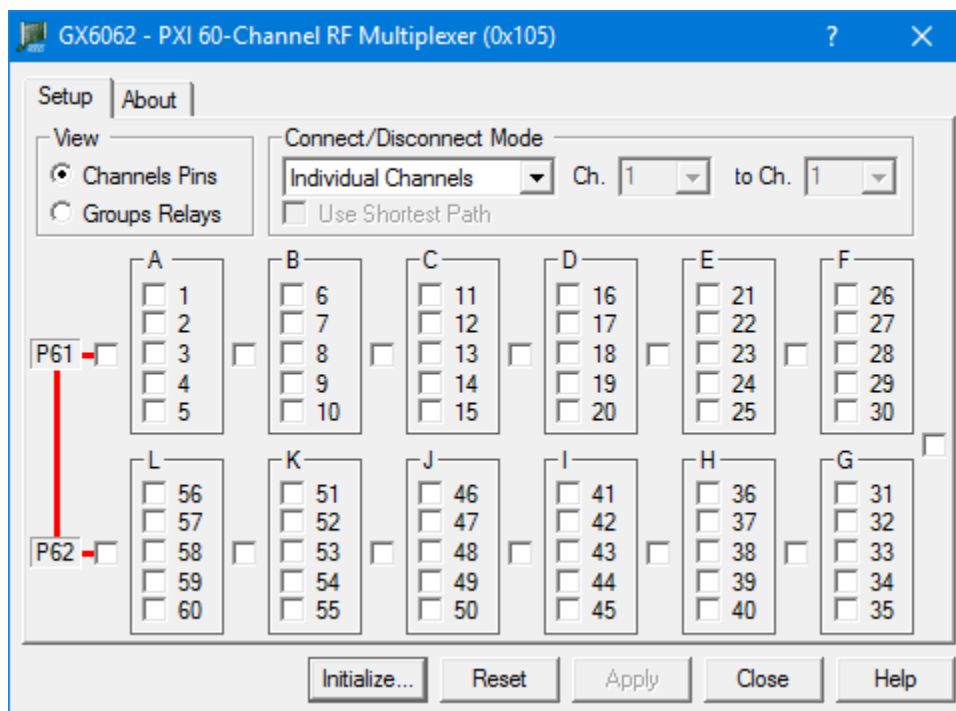 GX6062 - PXI 60-Channel RF Multiplexer (0x105) ? ×
Setup About
View Connect/Disconnect Mode
Channels Pins Individual Channels Ch. 1 to Ch. 1
Groups Relays Use Shortest Path
A B C D E F
1 6 11 16 21 26
2 7 12 17 22 27
P61 3 8 13 18 23 28
4 9 14 19 24 29
5 10 15 20 25 30
L K J I H G
56 51 46 41 36 31
57 52 47 42 37 32
P62 58 53 48 43 38 33
59 54 49 44 39 34
60 55 50 45 40 35
Initialize... Reset Apply Close Help